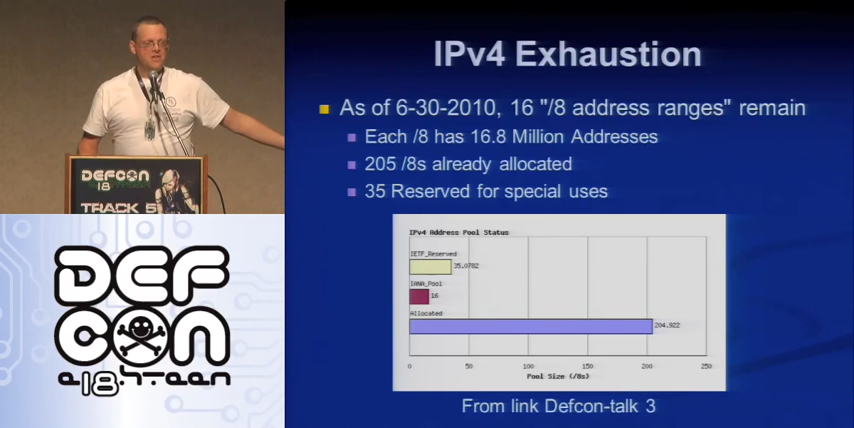 IPv4 Exhaustion
As of 6-30-2010, 16 "/8 address ranges" remain
Each /8 has 16.8 Million Addresses
205 /8s already allocated
35 Reserved for special uses
IPv4 Address Pool Status
IETF_Reserved
35.0782
IANA_Pool
16
Allocated
204.922
0 50 100 150 200 250
Pool Size (/8s)
From link Defcon-talk 3
DEFCON
18
TRACK 5
DEF
CON
e18hteen